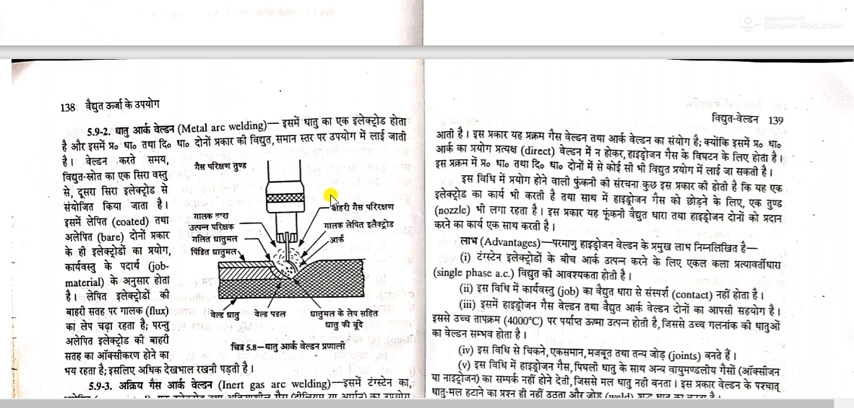 138 वैद्युत ऊर्जा के उपयोग
5.9-2. धातु आर्क वेल्डन (Metal arc welding)— इसमें धातु का एक इलेक्ट्रोड होता
है और इसमें प्र० धा० तथा दि० धा० दोनों प्रकार की विद्युत, समान स्तर पर उपयोग में लाई जाती
है। वेल्डन करते समय,
विद्युत-स्रोत का एक सिरा वस्तु
से, दूसरा सिरा इलेक्ट्रोड से
संयोजित किया जाता है।
इसमें लेपित (coated) तथा
अलेपित (bare) दोनों प्रकार
के ही इलेक्ट्रोडों का प्रयोग,
कार्यवस्तु के पदार्थ (job-
material) के अनुसार होता
है। लेपित इलेक्ट्रोडों की
बाहरी सतह पर गालक (flux)
का लेप चढ़ा रहता है; परन्तु
अलेपित इलेक्ट्रोड की बाहरी
सतह का ऑक्सीकरण होने का
भय रहता है; इसलिए अधिक देखभाल रखनी पड़ती है।
गैस परिरक्षण तुण्ड
बाहरी गैस परिरक्षण
गालक द्वारा
उत्पन्न परिरक्षक
गालक लेपित इलैक्ट्रोड
गलित धातुमल
आर्क
पिंडित धातुमल
वेल्ड धातु
वेल्ड पडल
धातुमल के लेप सहित
धातु की बूंदे
चित्र 5.8—धातु आर्क वेल्डन प्रणाली
5.9-3. अक्रिय गैस आर्क वेल्डन (Inert gas arc welding)—इसमें टंगस्टेन का,
विद्युत-वेल्डन 139
आती है। इस प्रकार यह प्रक्रम गैस वेल्डन तथा आर्क वेल्डन का संयोग है; क्योंकि इसमें प्र० धा०
आर्क का प्रयोग प्रत्यक्ष (direct) वेल्डन में न होकर, हाइड्रोजन गैस के विघटन के लिए होता है।
इस प्रक्रम में प्र० धा० तथा दि० धा० दोनों में से कोई सी भी विद्युत प्रयोग में लाई जा सकती है।
इस विधि में प्रयोग होने वाली फुंकनी की संरचना कुछ इस प्रकार की होती है कि यह एक
इलेक्ट्रोड का कार्य भी करती है तथा साथ में हाइड्रोजन गैस को छोड़ने के लिए, एक तुण्ड
(nozzle) भी लगा रहता है। इस प्रकार यह फूंकनी वैद्युत धारा तथा हाइड्रोजन दोनों को प्रदान
करने का कार्य एक साथ करती है।
लाभ (Advantages)—परमाणु हाइड्रोजन वेल्डन के प्रमुख लाभ निम्नलिखित है—
(i) टंग्स्टेन इलेक्ट्रोडों के बीच आर्क उत्पन्न करने के लिए एकल कला प्रत्यावर्तीधारा
(single phase a.c.) विद्युत की आवश्यकता होती है।
(ii) इस विधि में कार्यवस्तु (job) का वैद्युत धारा से संस्पर्श (contact) नहीं होता है।
(iii) इसमें हाइड्रोजन गैस वेल्डन तथा वैद्युत आर्क वेल्डन दोनों का आपसी सहयोग है।
इससे उच्च तापक्रम (4000°C) पर पर्याप्त ऊष्मा उत्पन्न होती है, जिससे उच्च गलनांक की धातुओं
का वेल्डन सम्भव होता है।
(iv) इस विधि से चिकने, एकसमान, मजबूत तथा तन्य जोड़ (joints) बनते हैं।
(v) इस विधि में हाइड्रोजन गैस, पिघली धातु के साथ अन्य वायुमण्डलीय गैसों (ऑक्सीजन
या नाइट्रोजन) का सम्पर्क नहीं होने देती, जिससे मल धातु नही बनता। इस प्रकार वेल्डन के पश्चात्
धातु-मल हटाने का प्रश्न ही नहीं उठता और जोड़ (weld)